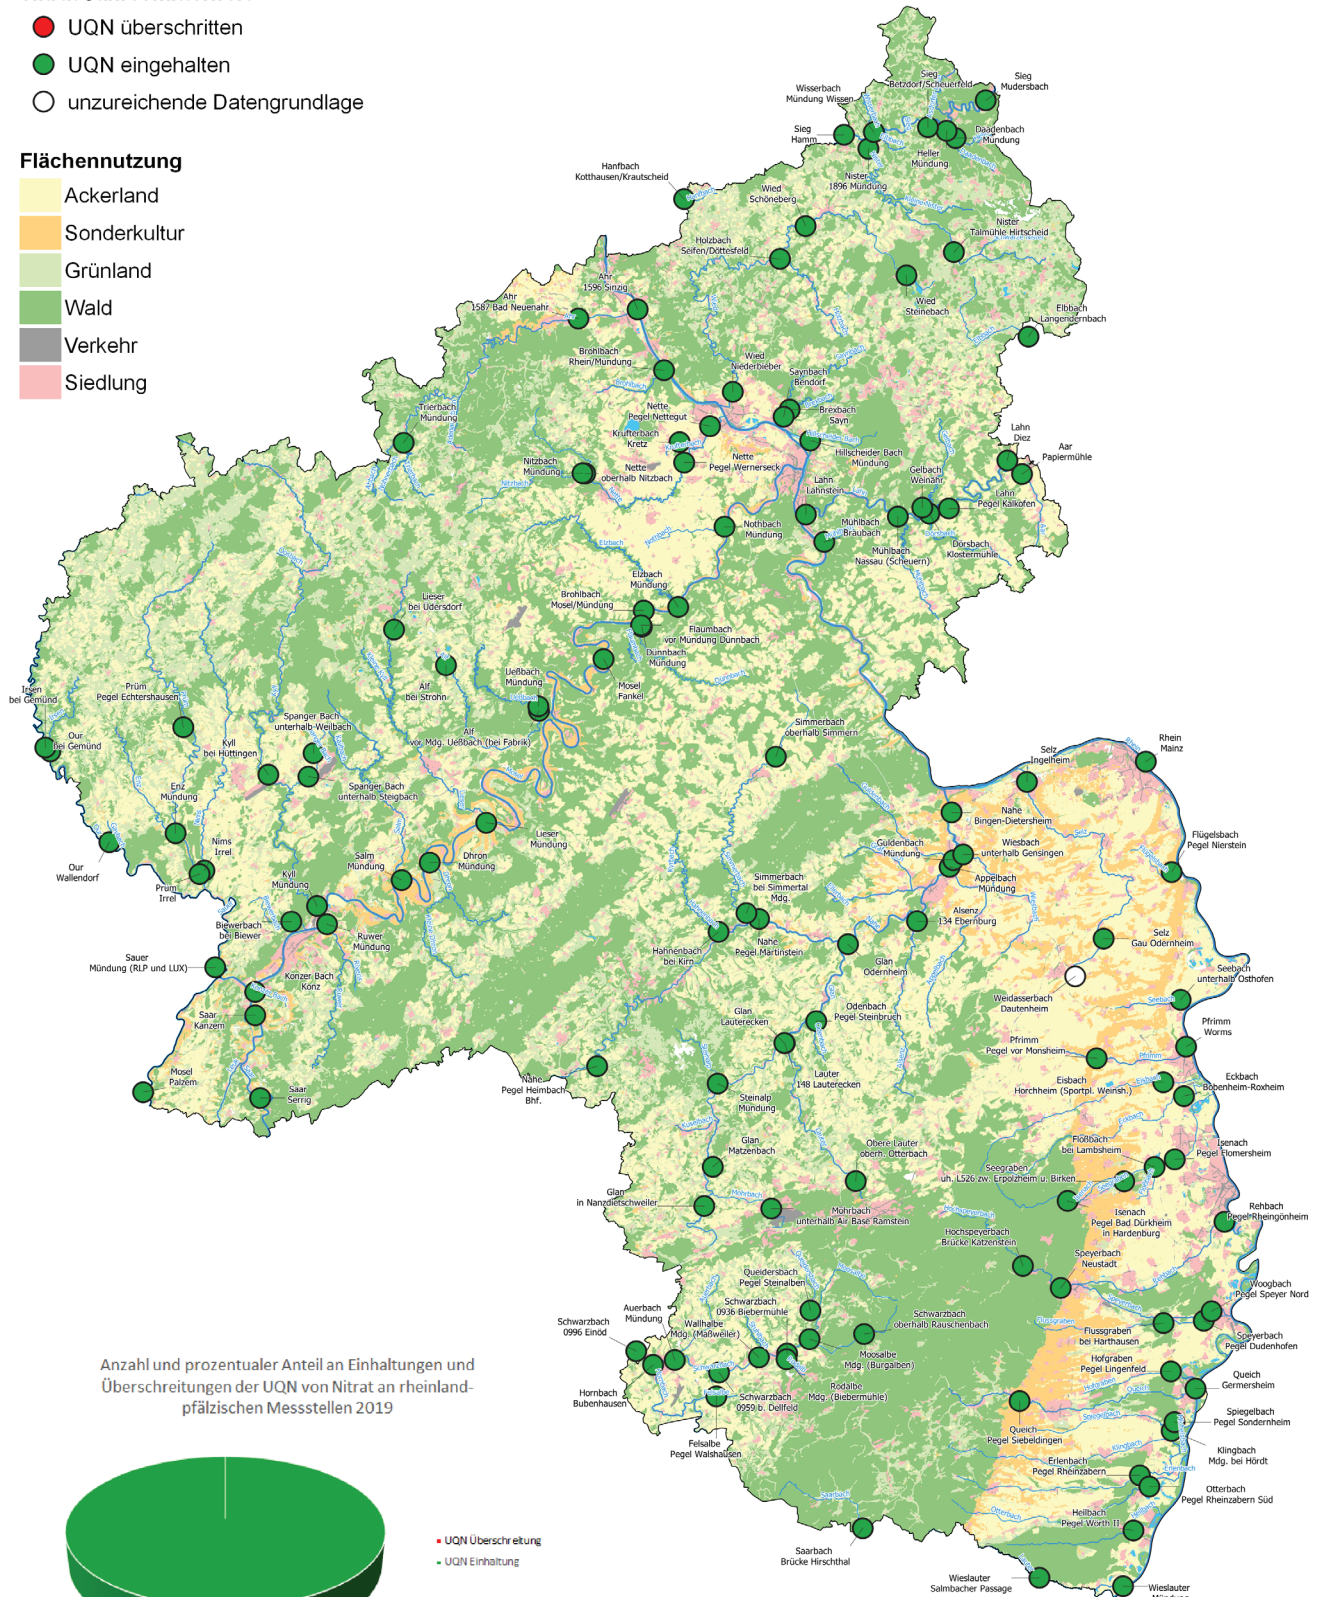 UQN überschritten
UQN eingehalten
unzureichende Datengrundlage
Flächennutzung
Ackerland
Sonderkultur
Grünland
Wald
Verkehr
Siedlung
Sieg
Betzdorf/Scheuerfeld
Sieg
Mudersbach
Wisserbach
Mündung Wissen
Sieg
Hamm
Daadenbach
Mündung
Heller
Mündung
Nister
1896 Mündung
Hanfbach
Kotthausen/Krautscheid
Wied
Schöneberg
Nister
Talmühle Hirtscheid
Holzbach
Seifen/Döttesfeld
Wied
Steinebach
Elbbach
Langendernbach
Ahr
1596 Sinzig
Ahr
1587 Bad Neuenahr
Brohlbach
Rhein/Mündung
Wied
Niederbieber
Saynbach
Bendorf
Brexbach
Sayn
Nette
Pegel Nettegut
Krufterbach
Kretz
Trierbach
Mündung
Nitzbach
Mündung
Nette
oberhalb Nitzbach
Nette
Pegel Wernerseck
Hillscheider Bach
Mündung
Lahn
Diez
Aar
Papiermühle
Gelbach
Weinähr
Lahn
Pegel Kalkofen
Lahn
Lahnstein
Mühlbach
Braubach
Mühlbach
Nassau (Scheuern)
Dörsbach
Klostermühle
Nothbach
Mündung
Elzbach
Mündung
Brohlbach
Mosel/Mündung
Flaumbach
vor Mündung Dünnbach
Dünnbach
Mündung
Mosel
Fankel
Lieser
bei Üdersdorf
Alf
bei Strohn
Ueßbach
Mündung
Alf
vor Mdg. Ueßbach (bei Fabrik)
Irsen
bei Gemünd
Our
bei Gemünd
Prüm
Pegel Echtershausen
Kyll
bei Hüttingen
Spanger Bach
unterhalb Weilbach
Spanger Bach
unterhalb Steigbach
Enz
Mündung
Nims
Irrel
Prüm
Irrel
Our
Wallendorf
Lieser
Mündung
Dhron
Mündung
Salm
Mündung
Kyll
Mündung
Biewerbach
bei Biewer
Ruwer
Mündung
Sauer
Mündung (RLP und LUX)
Konzer Bach
Konz
Saar
Kanzem
Mosel
Palzem
Saar
Serrig
Simmerbach
oberhalb Simmern
Simmerbach
bei Simmertal
Mdg.
Nahe
Pegel Martinstein
Hahnenbach
bei Kirn
Nahe
Pegel Heimbach
Bhf.
Selz
Ingelheim
Rhein
Mainz
Nahe
Bingen-Dietersheim
Guldenbach
Mündung
Wiesbach
unterhalb Gensingen
Appelbach
Mündung
Alsenz
134 Ebernburg
Glan
Odernheim
Flügelsbach
Pegel Nierstein
Selz
Gau Odernheim
Weidasserbach
Dautenheim
Seebach
unterhalb Osthofen
Pfrimm
Worms
Pfrimm
Pegel vor Monsheim
Eisbach
Horchheim (Sportpl. Weinsh.)
Eckbach
Bobenheim-Roxheim
Glan
Lauterecken
Odenbach
Pegel Steinbruch
Lauter
148 Lauterecken
Steinalp
Mündung
Glan
Matzenbach
Obere Lauter
oberh. Otterbach
Glan
in Nanzdietschweiler
Mohrbach
unterhalb Air Base Ramstein
Floßbach
bei Lambsheim
Isenach
Pegel Flomersheim
Seegraben
uh. L526 zw. Erpolzheim u. Birken.
Isenach
Pegel Bad Dürkheim
in Hardenburg
Rehbach
Pegel Rheingönheim
Hochspeyerbach
Brücke Katzenstein
Speyerbach
Neustadt
Woogbach
Pegel Speyer Nord
Speyerbach
Pegel Dudenhofen
Flussgraben
bei Harthausen
Hofgraben
Pegel Lingenfeld
Queich
Germersheim
Spiegelbach
Pegel Sondernheim
Klingbach
Mdg. bei Hördt
Queich
Pegel Siebeldingen
Erlenbach
Pegel Rheinzabern
Otterbach
Pegel Rheinzabern Süd
Heilbach
Pegel Wörth II
Wieslauter
Salmbacher Passage
Wieslauter
Saarbach
Brücke Hirschthal
Queidersbach
Pegel Steinalben
Schwarzbach
0936 Biebermühle
Schwarzbach
oberhalb Rauschenbach
Moosalbe
Mdg. (Burgalben)
Rodalbe
Mdg. (Biebermühle)
Auerbach
Mündung
Wallhalbe
Mdg. (Maßweiler)
Schwarzbach
0996 Einöd
Hornbach
Bubenhausen
Schwarzbach
0959 b. Dellfeld
Felsalbe
Pegel Walshausen
Anzahl und prozentualer Anteil an Einhaltungen und
Überschreitungen der UQN von Nitrat an rheinland-
pfälzischen Messstellen 2019
UQN Überschreitung
UQN Einhaltung